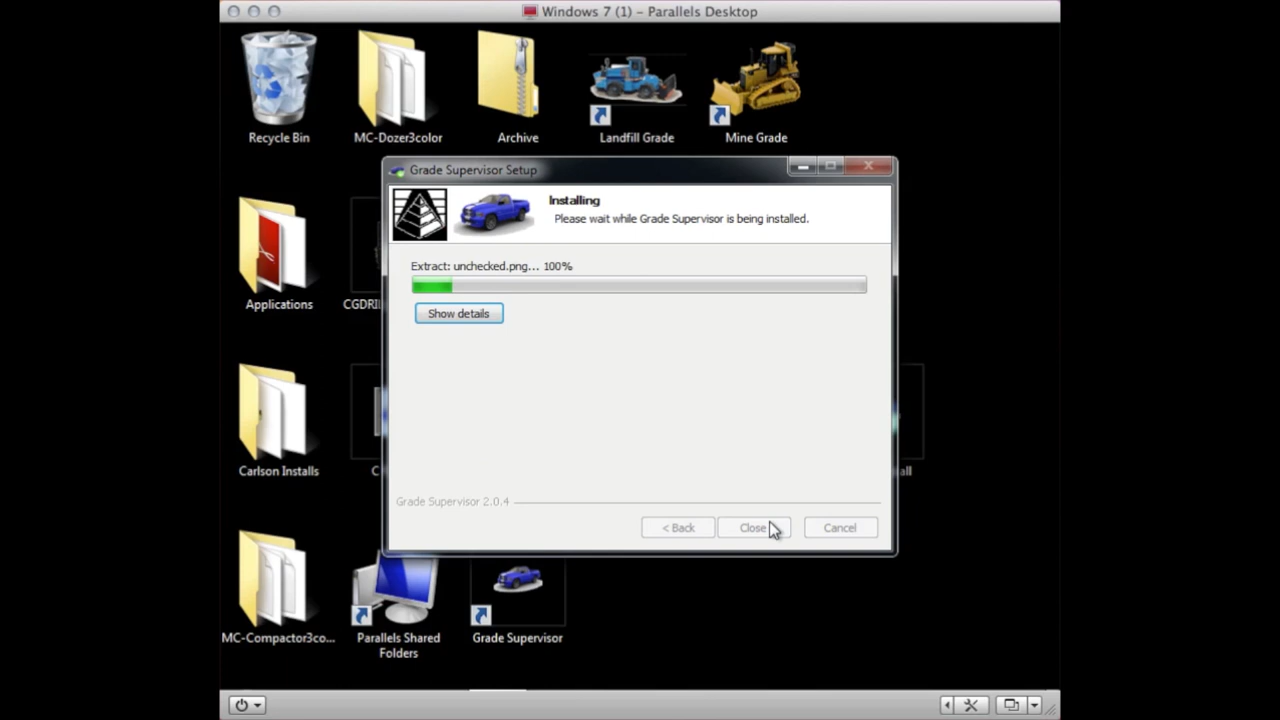 Windows 7 (1) – Parallels Desktop
Recycle Bin
MC-Dozer3color
Archive
Landfill Grade
Mine Grade
Grade Supervisor Setup
Installing
Please wait while Grade Supervisor is being installed.
Extract: unchecked.png... 100%
Show details
Applications
CGDRI
Carlson Installs
C
all
Grade Supervisor 2.0.4
< Back
Close
Cancel
MC-Compactor3co...
Parallels Shared
Folders
Grade Supervisor